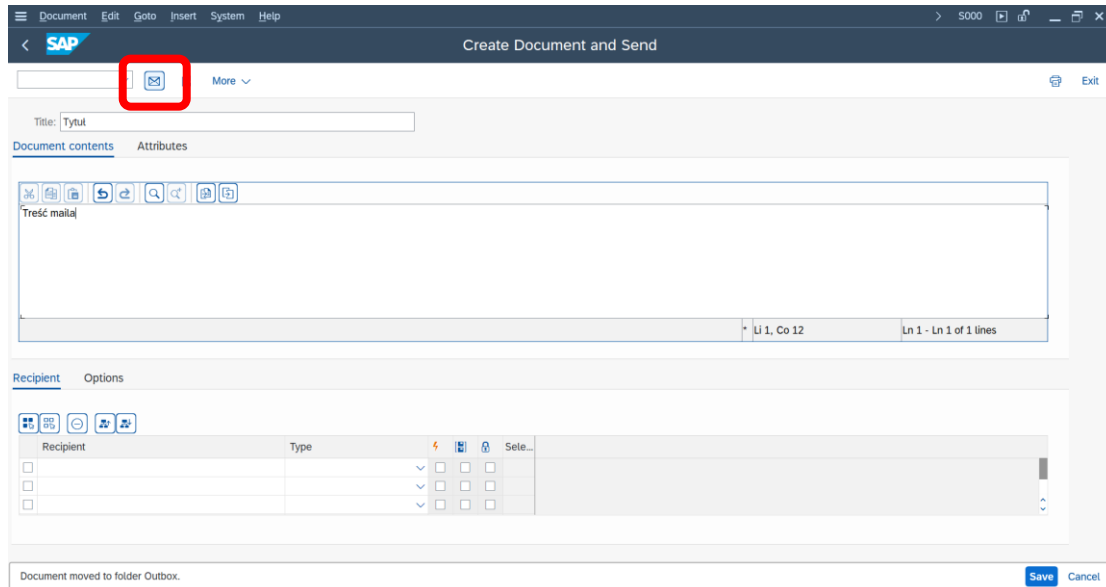 Document Edit Goto Insert System Help S000
SAP Create Document and Send
More Exit
Title: Tytuł
Document contents Attributes
Treść maila
* Li 1, Co 12 Ln 1 - Ln 1 of 1 lines
Recipient Options
Recipient Type Sele...
Document moved to folder Outbox. Save Cancel